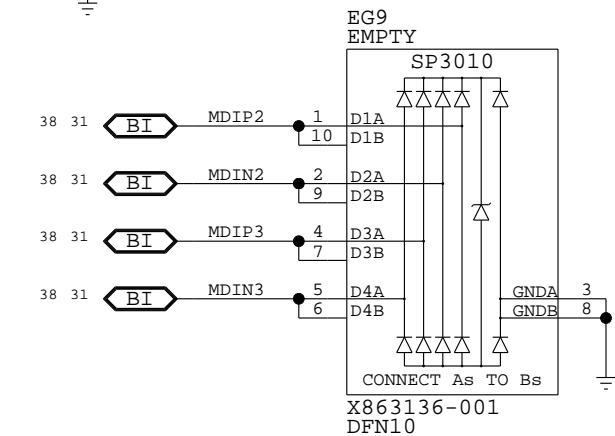 EG9
EMPTY
SP3010
38 31 BI MDIP2 1 D1A
10 D1B
38 31 BI MDIN2 2 D2A
9 D2B
38 31 BI MDIP3 4 D3A
7 D3B
38 31 BI MDIN3 5 D4A GNDA 3
6 D4B GNDB 8
CONNECT As TO Bs
X863136-001
DFN10